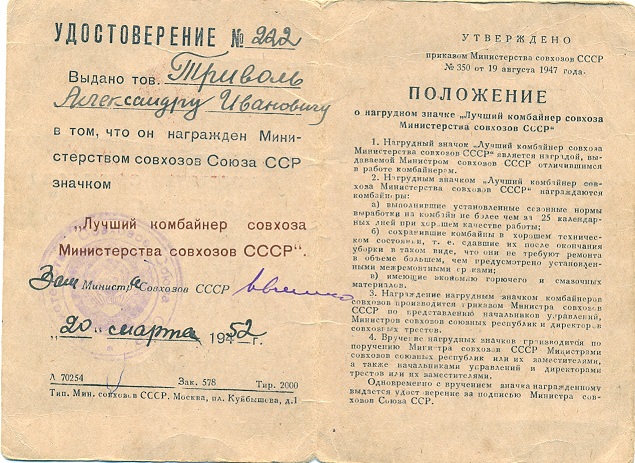 УДОСТОВЕРЕНИЕ № 222
Выдано тов. Триволь
Александру Ивановичу
в том, что он награжден Мини-
стерством совхозов Союза ССР
значком
„Лучший комбайнер совхоза
Министерства совхозов СССР".
Зам Министра Совхозов СССР
„20" марта 1952 г.
Л 70254 Зак. 578 Тир. 2000
Тип. Мин. совхозов СССР. Москва, пл. Куйбышева, д.1
УТВЕРЖДЕНО
приказом Министерства совхозов СССР
№ 350 от 19 августа 1947 года.
ПОЛОЖЕНИЕ
о нагрудном значке „Лучший комбайнер совхоза
Министерства совхозов СССР"
1. Нагрудный значок „Лучший комбайнер совхоза
Министерства совхозов СССР" является наградой, вы-
даваемой Министром совхозов СССР отличившимся
в работе комбайнерам.
2. Нагрудным значком „Лучший комбайнер сов-
хоза Министерства совхозов СССР" награждаются
комбайнеры:
а) выполнившие установленные сезонные нормы
выработки на комбайн не более чем за 25 календар-
ных дней при хорошем качестве работы;
б) сохранившие комбайны в хорошем техничес-
ком состоянии, т. е. сдавшие их после окончания
уборки в таком виде, что они не требуют ремонта
в объеме большем, чем предусмотрено установлен-
ными межремонтными сроками;
в) имеющие экономию горючего и смазочных
материалов.
3. Награждение нагрудным значком комбайнеров
совхозов производится приказом Министра совхозов
СССР по представлению начальников управлений,
Министров совхозов союзных республик и директоров
совхозных трестов.
4. Вручение нагрудных значков производится по
поручению Министра совхозов СССР Министрами
совхозов союзных республик или их заместителями,
а также начальниками управлений и директорами
трестов или их заместителями.
Одновременно с вручением значка награжденному
выдается удостоверение за подписью Министра сов-
хозов Союза ССР.